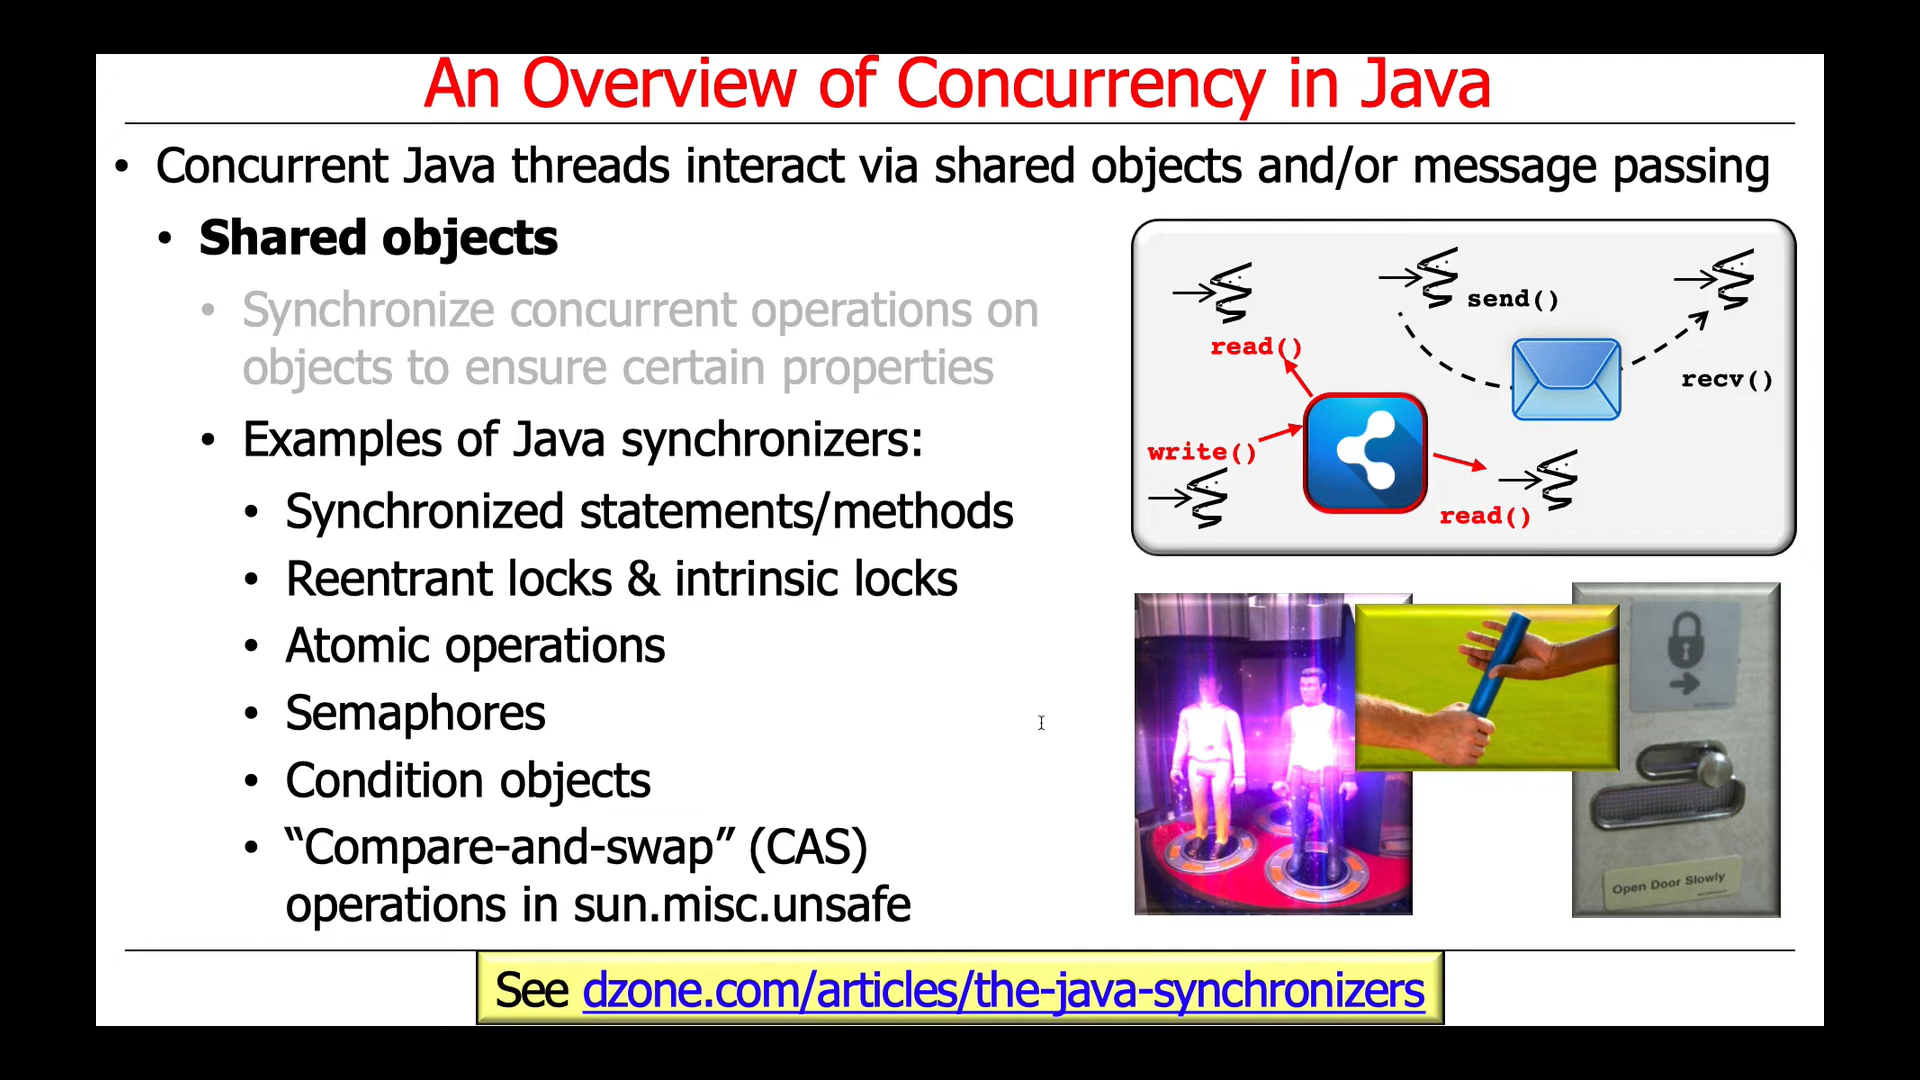 An Overview of Concurrency in Java
• Concurrent Java threads interact via shared objects and/or message passing
• Shared objects
• Synchronize concurrent operations on
objects to ensure certain properties
• Examples of Java synchronizers:
• Synchronized statements/methods
• Reentrant locks & intrinsic locks
• Atomic operations
• Semaphores
• Condition objects
• “Compare-and-swap” (CAS)
operations in sun.misc.unsafe
send()
read()
recv()
write()
read()
Open Door Slowly
See dzone.com/articles/the-java-synchronizers